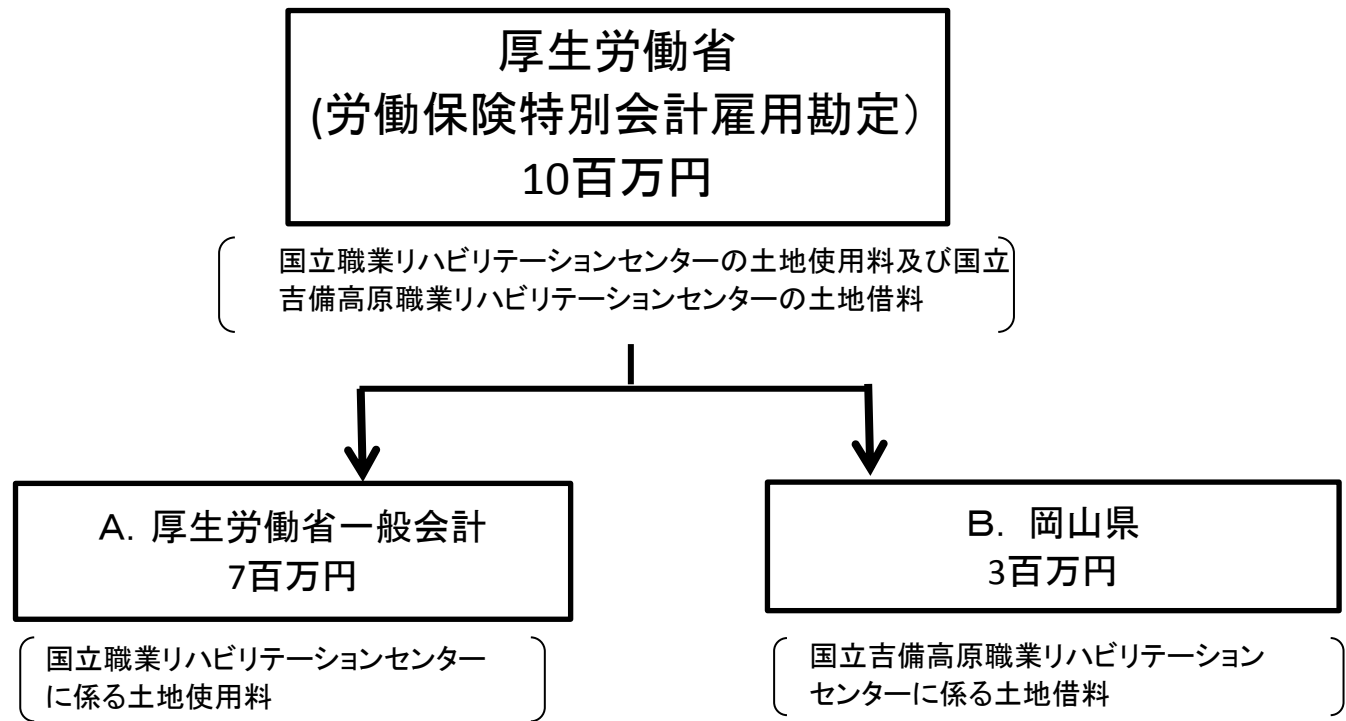 厚生労働省
(労働保険特別会計雇用勘定）
10百万円
国立職業リハビリテーションセンターの土地使用料及び国立
吉備高原職業リハビリテーションセンターの土地借料
A．厚生労働省一般会計
7百万円
国立職業リハビリテーションセンター
に係る土地使用料
B．岡山県
3百万円
国立吉備高原職業リハビリテーション
センターに係る土地借料